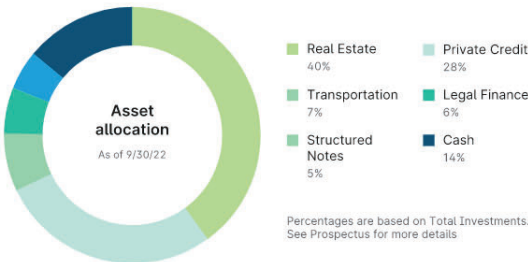 Asset
allocation
As of 9/30/22
Real Estate
40%
Private Credit
28%
Transportation
7%
Legal Finance
6%
Structured
Notes
5%
Cash
14%
Percentages are based on Total Investments.
See Prospectus for more details